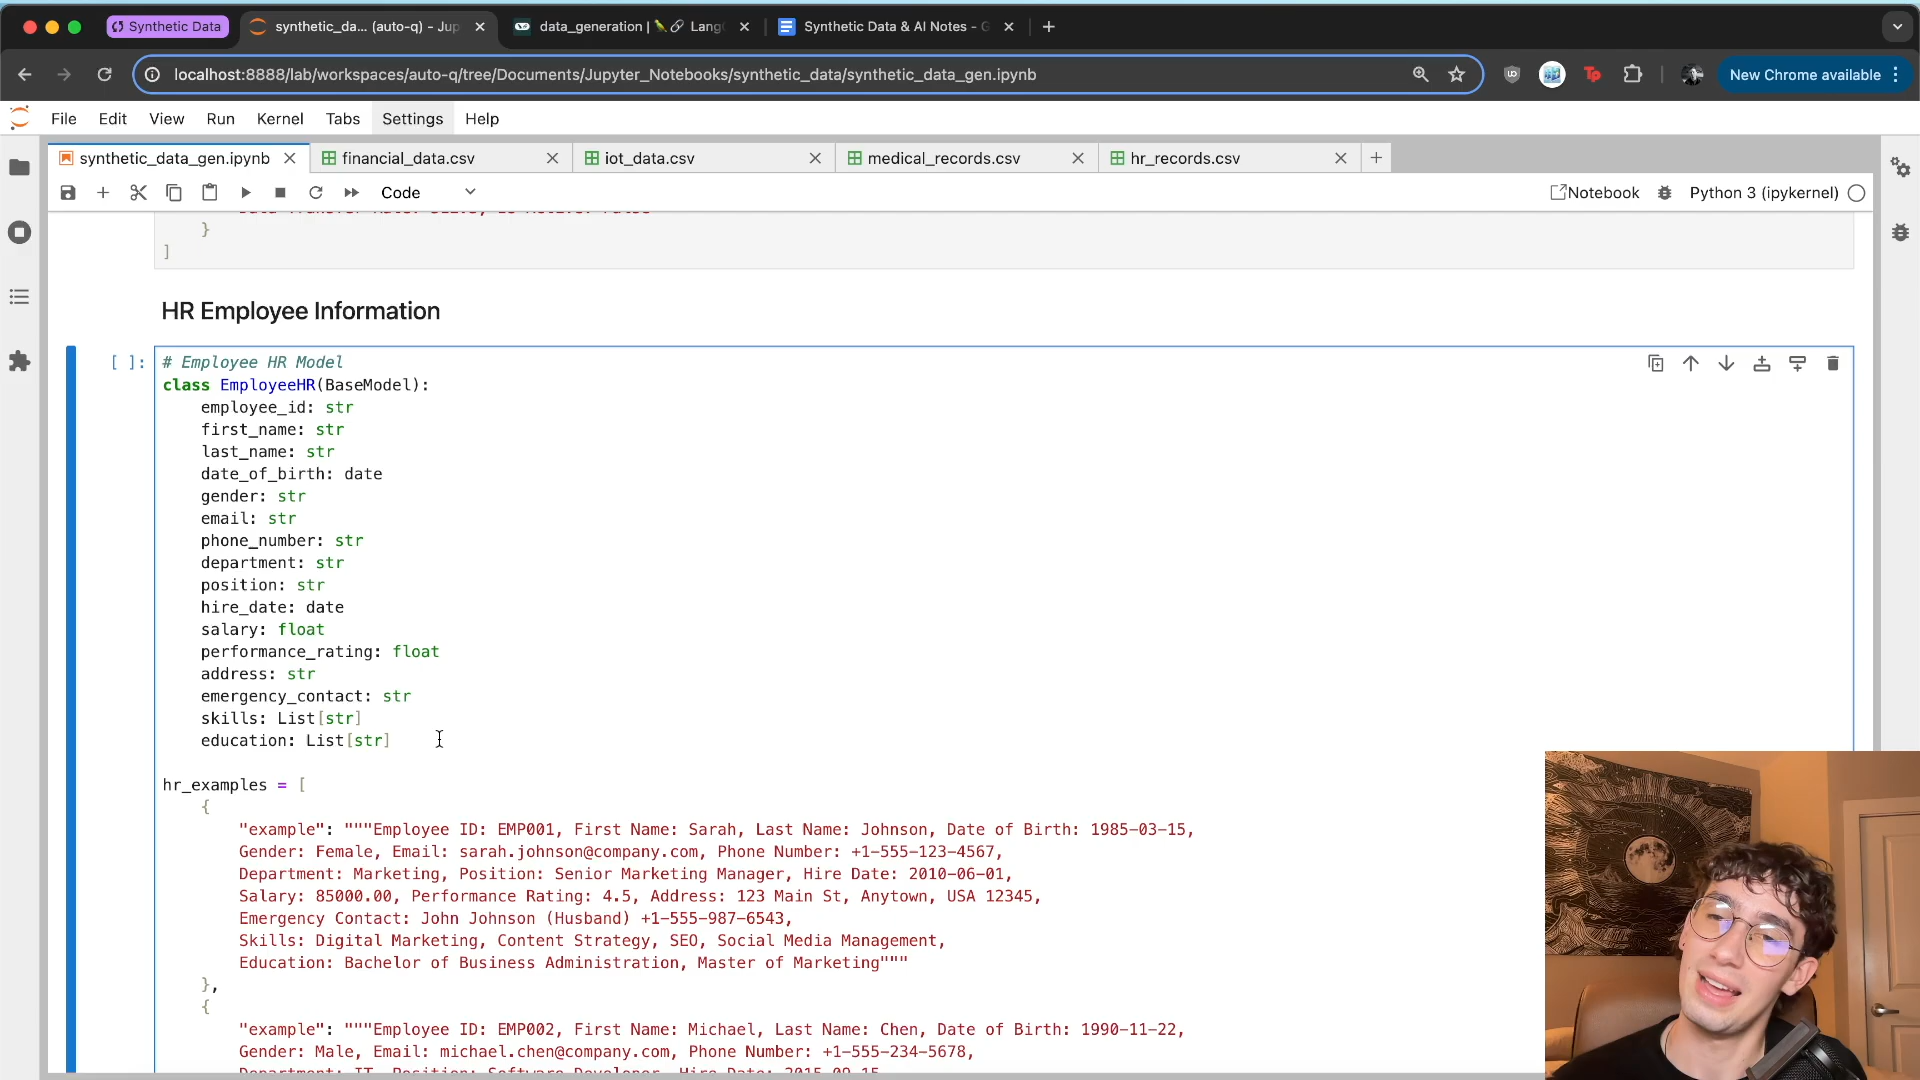 Synthetic Data
synthetic_da... (auto-q) - Jup
data_generation | Lang
Synthetic Data & AI Notes - G
localhost:8888/lab/workspaces/auto-q/tree/Documents/Jupyter_Notebooks/synthetic_data/synthetic_data_gen.ipynb
New Chrome available
File Edit View Run Kernel Tabs Settings Help
synthetic_data_gen.ipynb
financial_data.csv
iot_data.csv
medical_records.csv
hr_records.csv
Code
Notebook
Python 3 (ipykernel)
}
]
HR Employee Information
[ ]:
# Employee HR Model
class EmployeeHR(BaseModel):
employee_id: str
first_name: str
last_name: str
date_of_birth: date
gender: str
email: str
phone_number: str
department: str
position: str
hire_date: date
salary: float
performance_rating: float
address: str
emergency_contact: str
skills: List[str]
education: List[str]
hr_examples = [
{
"example": """Employee ID: EMP001, First Name: Sarah, Last Name: Johnson, Date of Birth: 1985-03-15,
Gender: Female, Email: sarah.johnson@company.com, Phone Number: +1-555-123-4567,
Department: Marketing, Position: Senior Marketing Manager, Hire Date: 2010-06-01,
Salary: 85000.00, Performance Rating: 4.5, Address: 123 Main St, Anytown, USA 12345,
Emergency Contact: John Johnson (Husband) +1-555-987-6543,
Skills: Digital Marketing, Content Strategy, SEO, Social Media Management,
Education: Bachelor of Business Administration, Master of Marketing"""
},
{
"example": """Employee ID: EMP002, First Name: Michael, Last Name: Chen, Date of Birth: 1990-11-22,
Gender: Male, Email: michael.chen@company.com, Phone Number: +1-555-234-5678,
Department: IT, Position: Software Developer, Hire Date: 2015-09-15,